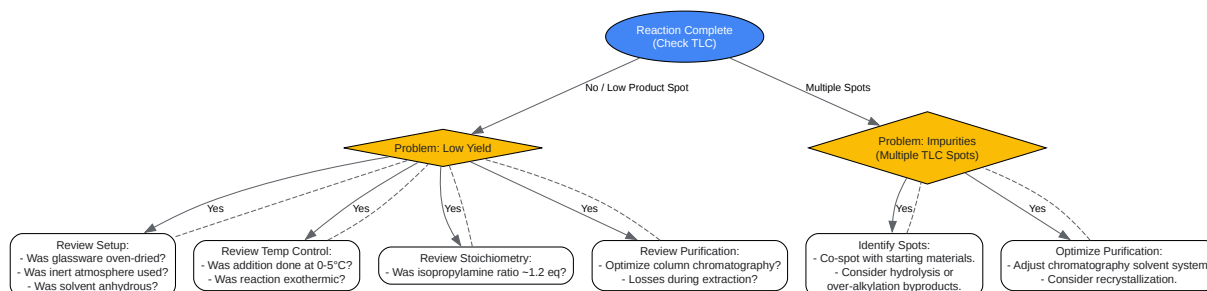 Reaction Complete
(Check TLC)
No / Low Product Spot
Multiple Spots
Problem: Low Yield
Problem: Impurities
(Multiple TLC Spots)
Yes
Yes
Yes
Yes
Yes
Yes
Review Setup:
- Was glassware oven-dried?
- Was inert atmosphere used?
- Was solvent anhydrous?
Review Temp Control:
- Was addition done at 0-5°C?
- Was reaction exothermic?
Review Stoichiometry:
- Was isopropylamine ratio ~1.2 eq?
Review Purification:
- Optimize column chromatography?
- Losses during extraction?
Identify Spots:
- Co-spot with starting materials.
- Consider hydrolysis or
over-alkylation byproducts.
Optimize Purification:
- Adjust chromatography solvent system.
- Consider recrystallization.